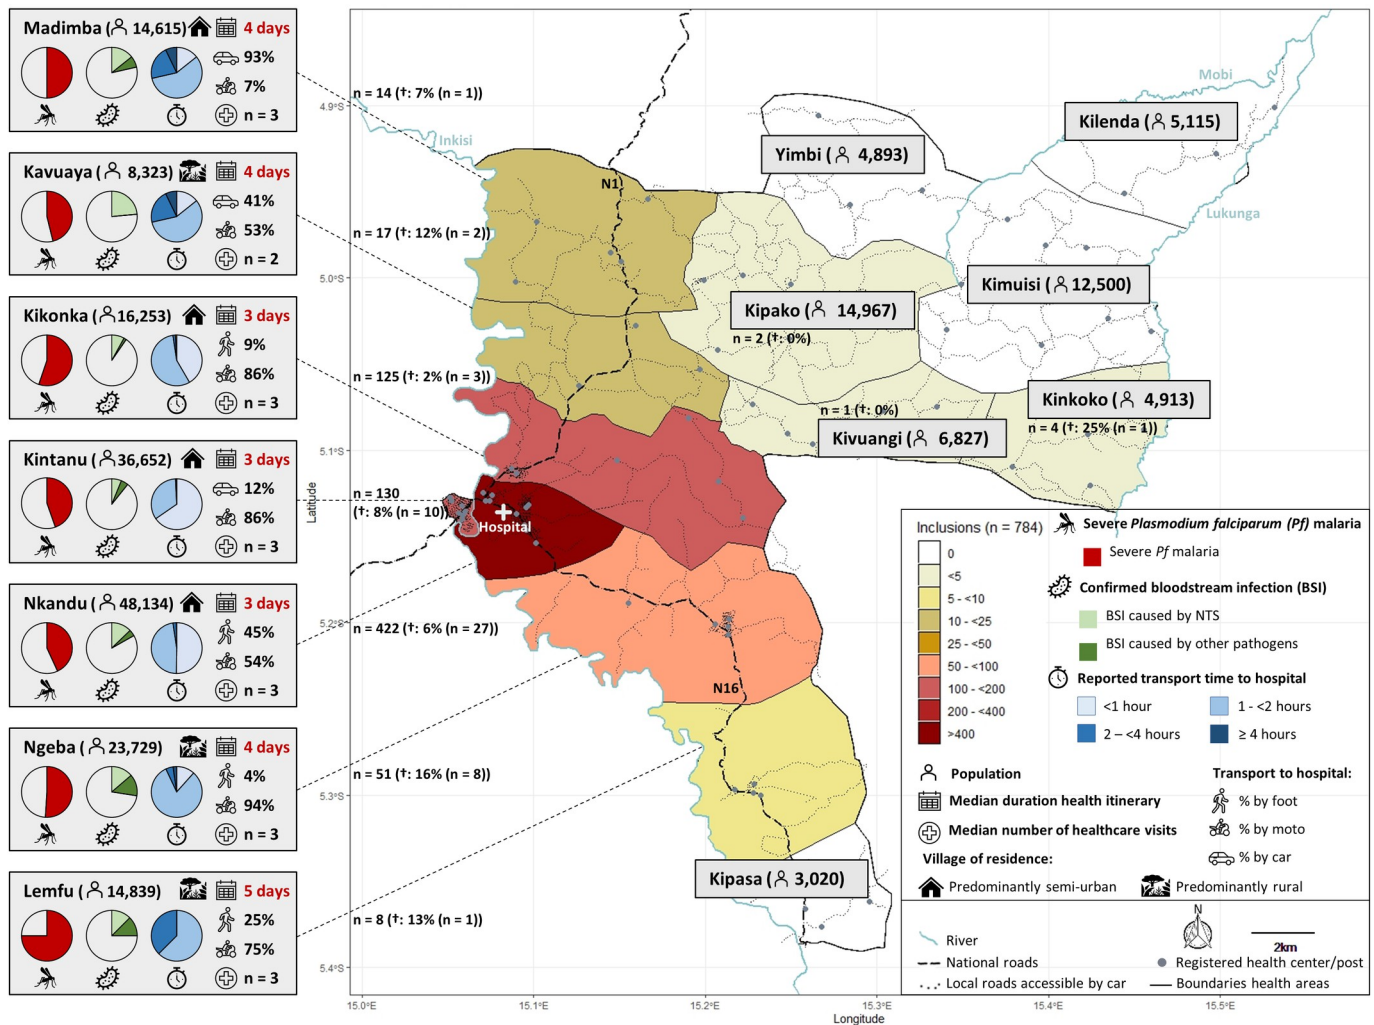 Madimba ( 14,615)
4 days
93%
7%
n = 3
Kavuaya ( 8,323)
4 days
41%
53%
n = 2
Kikonka ( 16,253)
3 days
9%
86%
n = 3
Kintanu ( 36,652)
3 days
12%
86%
n = 3
Nkandu ( 48,134)
3 days
45%
54%
n = 3
Ngeba ( 23,729)
4 days
4%
94%
n = 3
Lemfu ( 14,839)
5 days
25%
75%
n = 3
n = 14 (†: 7% (n = 1))
n = 17 (†: 12% (n = 2))
n = 125 (†: 2% (n = 3))
n = 130
(†: 8% (n = 10))
n = 422 (†: 6% (n = 27))
n = 51 (†: 16% (n = 8))
n = 8 (†: 13% (n = 1))
Latitude
4.9°S
5.0°S
5.1°S
5.2°S
5.3°S
5.4°S
Inkisi
N1
Hospital
N16
Mobi
Lukunga
Yimbi ( 4,893)
Kilenda ( 5,115)
Kimuisi ( 12,500)
Kipako ( 14,967)
n = 2 (†: 0%)
Kinkoko ( 4,913)
n = 4 (†: 25% (n = 1))
n = 1 (†: 0%)
Kivuangi ( 6,827)
Kipasa ( 3,020)
Inclusions (n = 784)
0
<5
5 - <10
10 - <25
25 - <50
50 - <100
100 - <200
200 - <400
>400
Severe Plasmodium falciparum (Pf) malaria
Severe Pf malaria
Confirmed bloodstream infection (BSI)
BSI caused by NTS
BSI caused by other pathogens
Reported transport time to hospital
<1 hour
1 - <2 hours
2 – <4 hours
≥ 4 hours
Population
Median duration health itinerary
Median number of healthcare visits
Transport to hospital:
% by foot
% by moto
% by car
Village of residence:
Predominantly semi-urban
Predominantly rural
N
2km
River
National roads
Local roads accessible by car
Registered health center/post
Boundaries health areas
15.0°E
15.1°E
15.2°E
15.3°E
15.4°E
15.5°E
Longitude